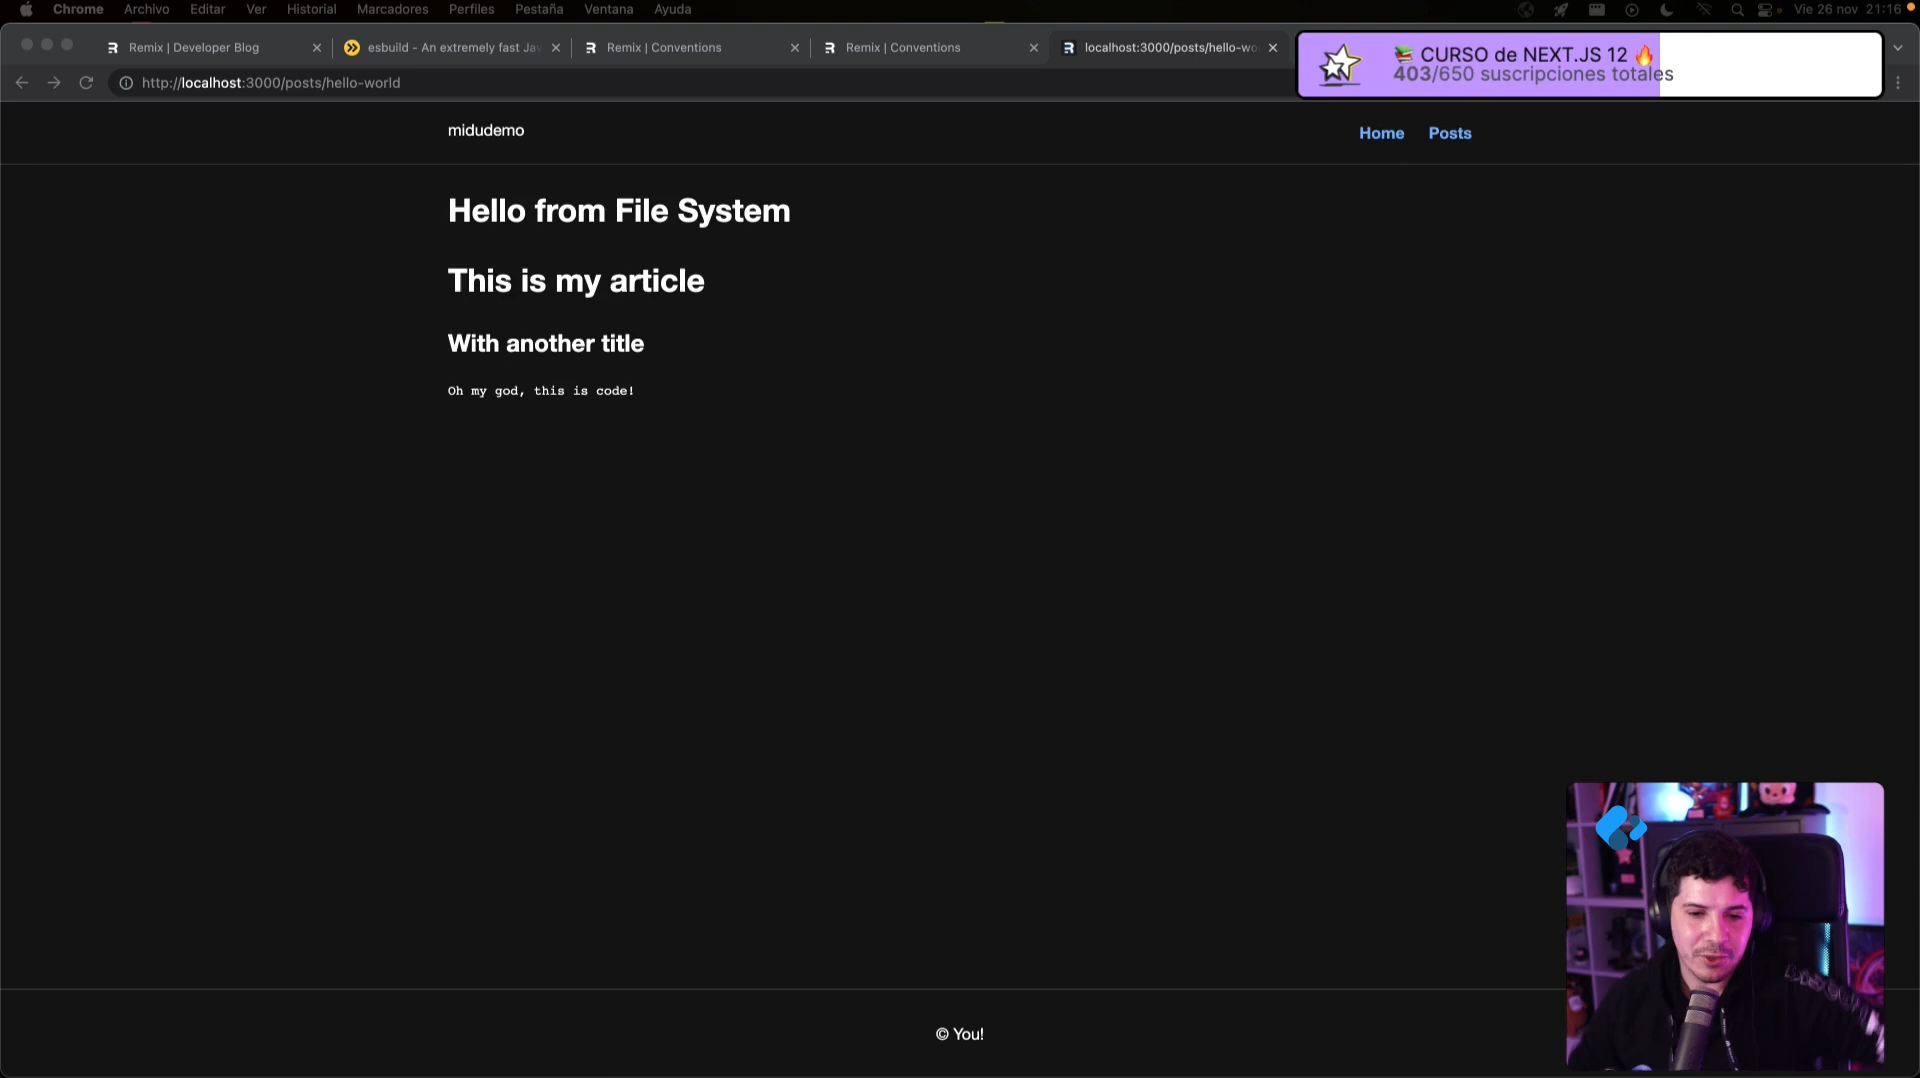 Chrome Archivo Editar Ver Historial Marcadores Perfiles Pestaña Ventana Ayuda Vie 26 nov 21:16
Remix | Developer Blog
esbuild - An extremely fast Jav
Remix | Conventions
Remix | Conventions
localhost:3000/posts/hello-wo
http://localhost:3000/posts/hello-world
📚 CURSO de NEXT.JS 12 🔥
403/650 suscripciones totales
midudemo
Home Posts
Hello from File System
This is my article
With another title
Oh my god, this is code!
© You!